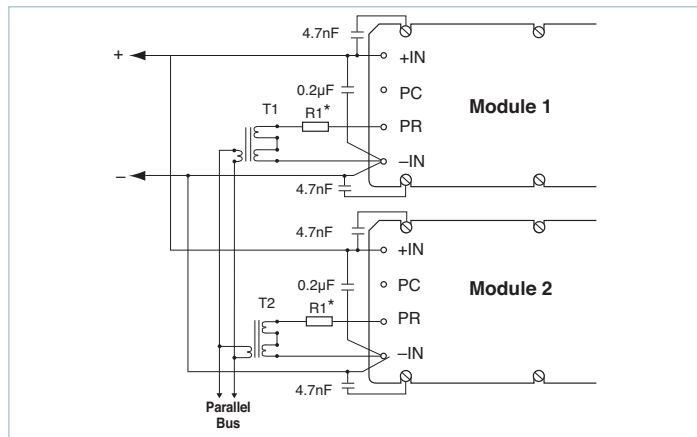 4.7nF
+
+IN
0.2µF
PC
Module 1
T1
R1*
PR
–IN
–
4.7nF
4.7nF
+IN
0.2µF
PC
Module 2
T2
R1*
PR
–IN
4.7nF
Parallel
Bus